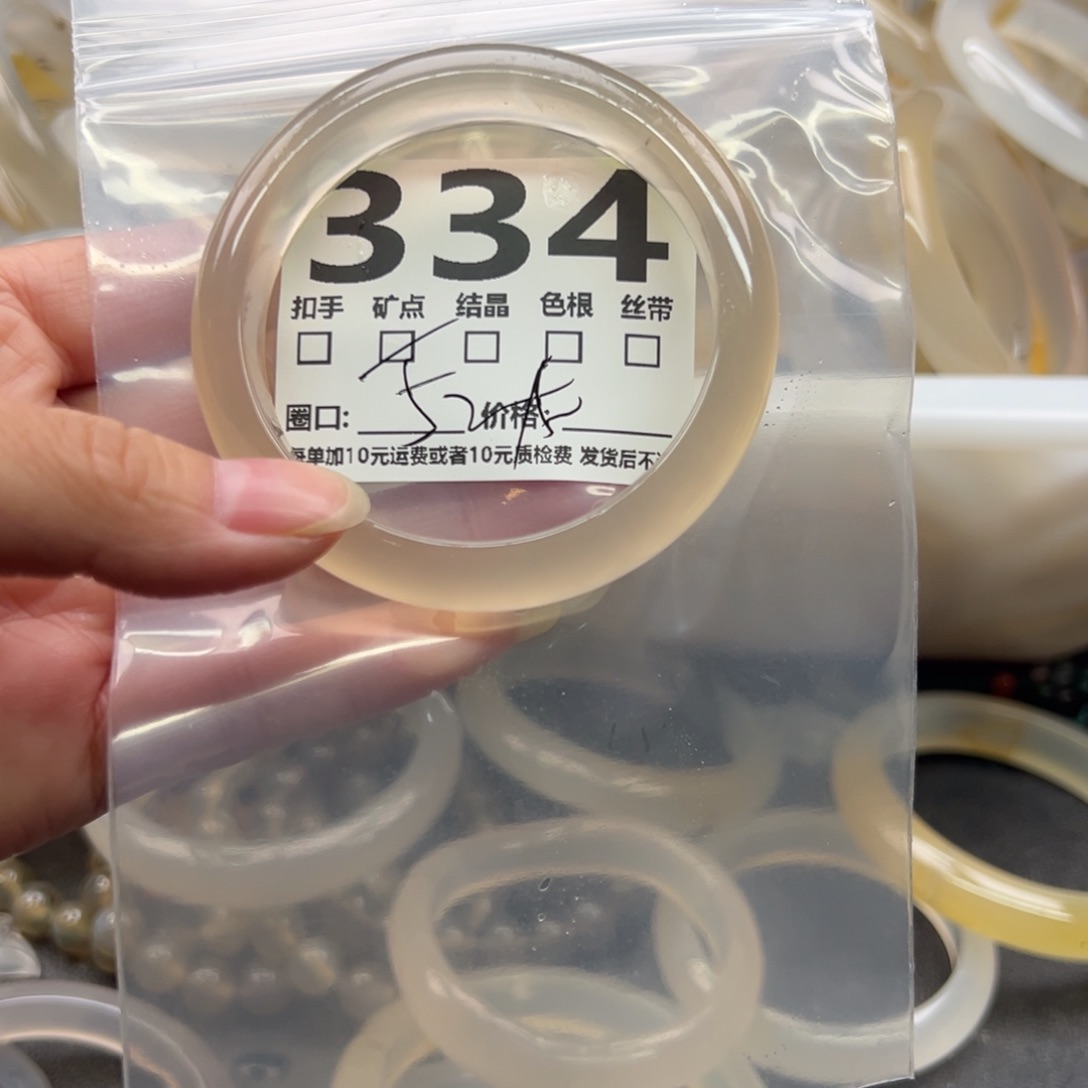 334
扣手 矿点 结晶 色根 丝带
圈口: 价格:
每单加10元运费或者10元质检费 发货后不